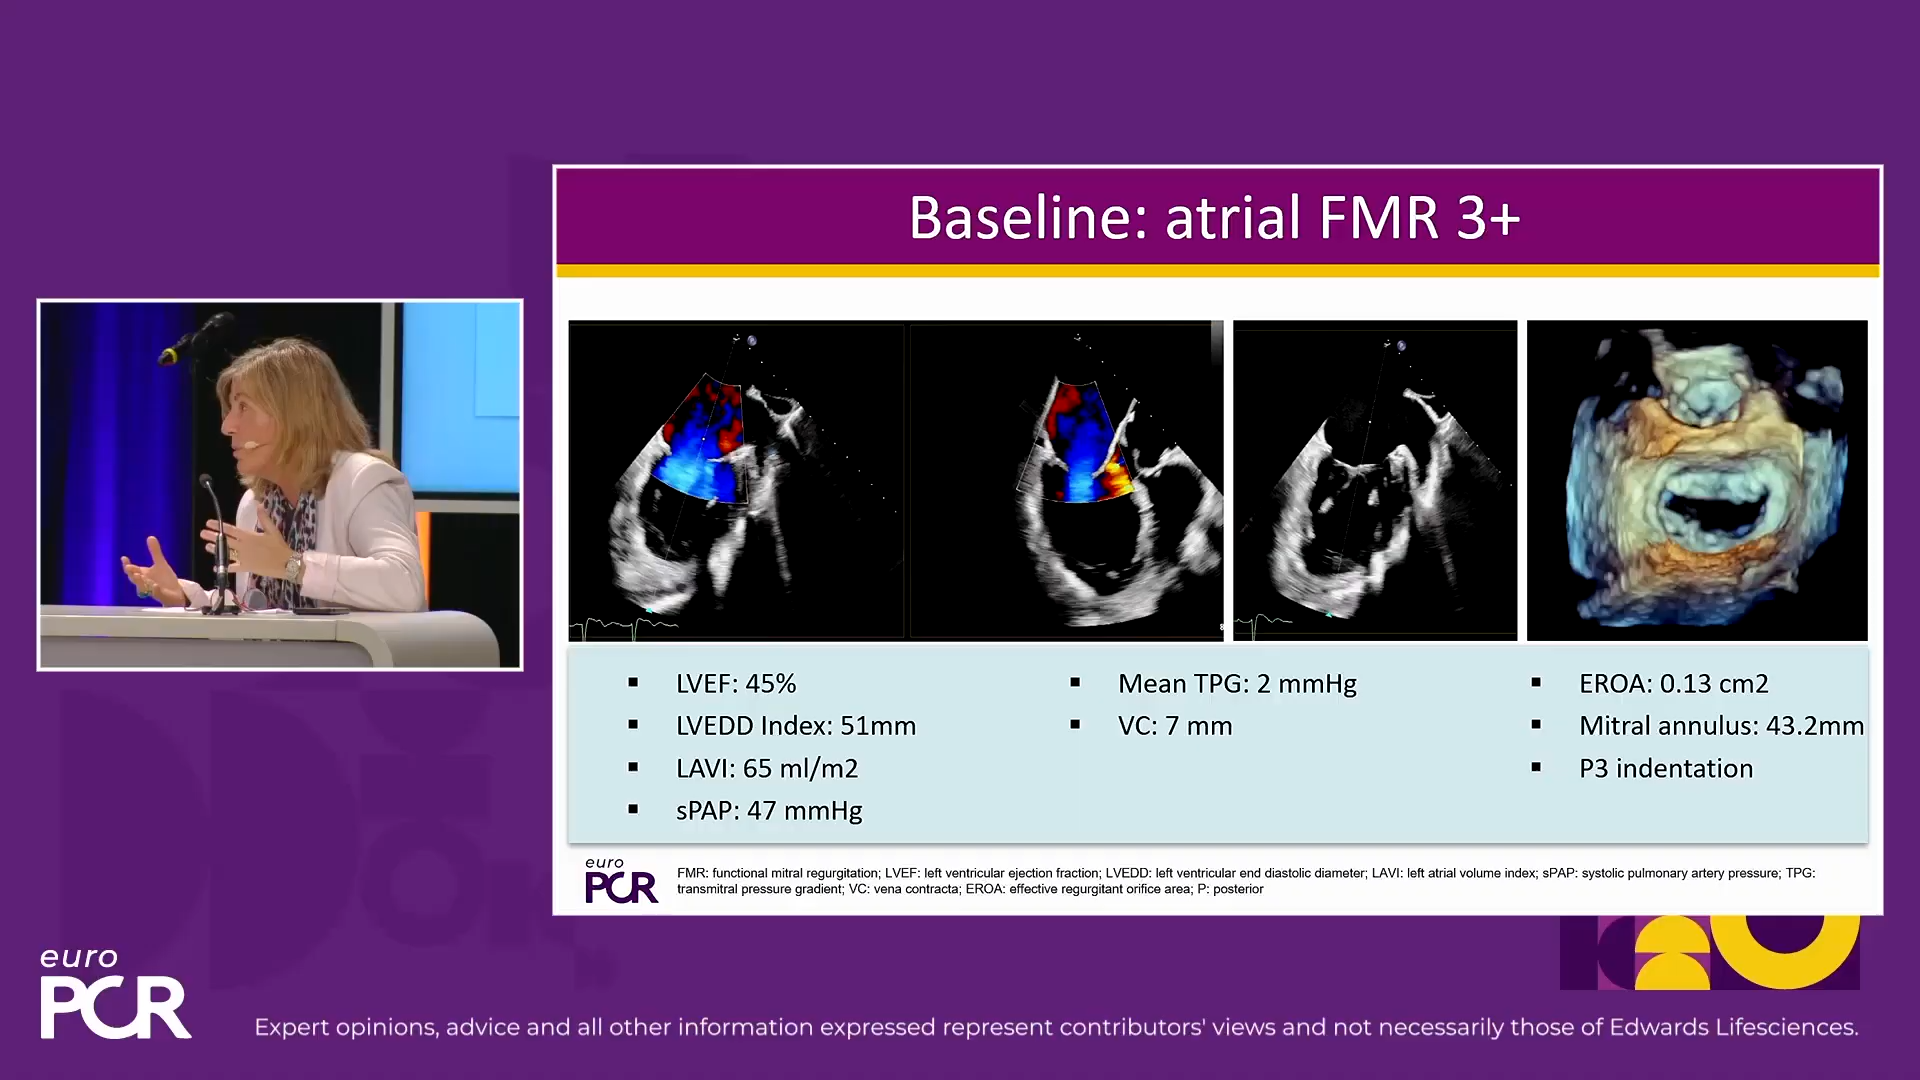 Baseline: atrial FMR 3+
▪ LVEF: 45%
▪ LVEDD Index: 51mm
▪ LAVI: 65 ml/m2
▪ sPAP: 47 mmHg
▪ Mean TPG: 2 mmHg
▪ VC: 7 mm
▪ EROA: 0.13 cm2
▪ Mitral annulus: 43.2mm
▪ P3 indentation
euro
PCR
FMR: functional mitral regurgitation; LVEF: left ventricular ejection fraction; LVEDD: left ventricular end diastolic diameter; LAVI: left atrial volume index; sPAP: systolic pulmonary artery pressure; TPG:
transmitral pressure gradient; VC: vena contracta; EROA: effective regurgitant orifice area; P: posterior
euro
PCR
Expert opinions, advice and all other information expressed represent contributors' views and not necessarily those of Edwards Lifesciences.